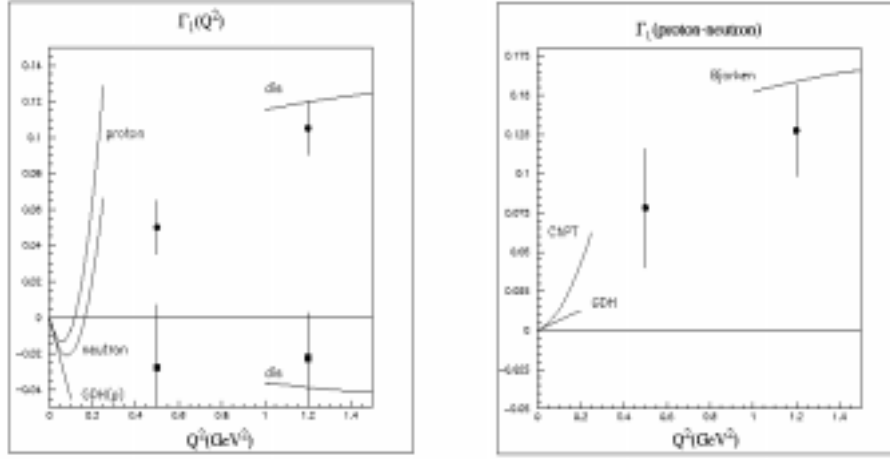 Γ₁(Q²)
0.14
0.12
0.1
0.08
0.06
0.04
0.02
0
-0.02
-0.04
dis
proton
neutron
GDH(p)
dis
0 0.2 0.4 0.6 0.8 1 1.2 1.4
Q²(GeV²)
Γ₁(proton-neutron)
0.175
0.15
0.125
0.1
0.075
0.05
0.025
0
-0.025
-0.05
Bjorken
ChPT
GDH
0 0.2 0.4 0.6 0.8 1 1.2 1.4
Q²(GeV²)